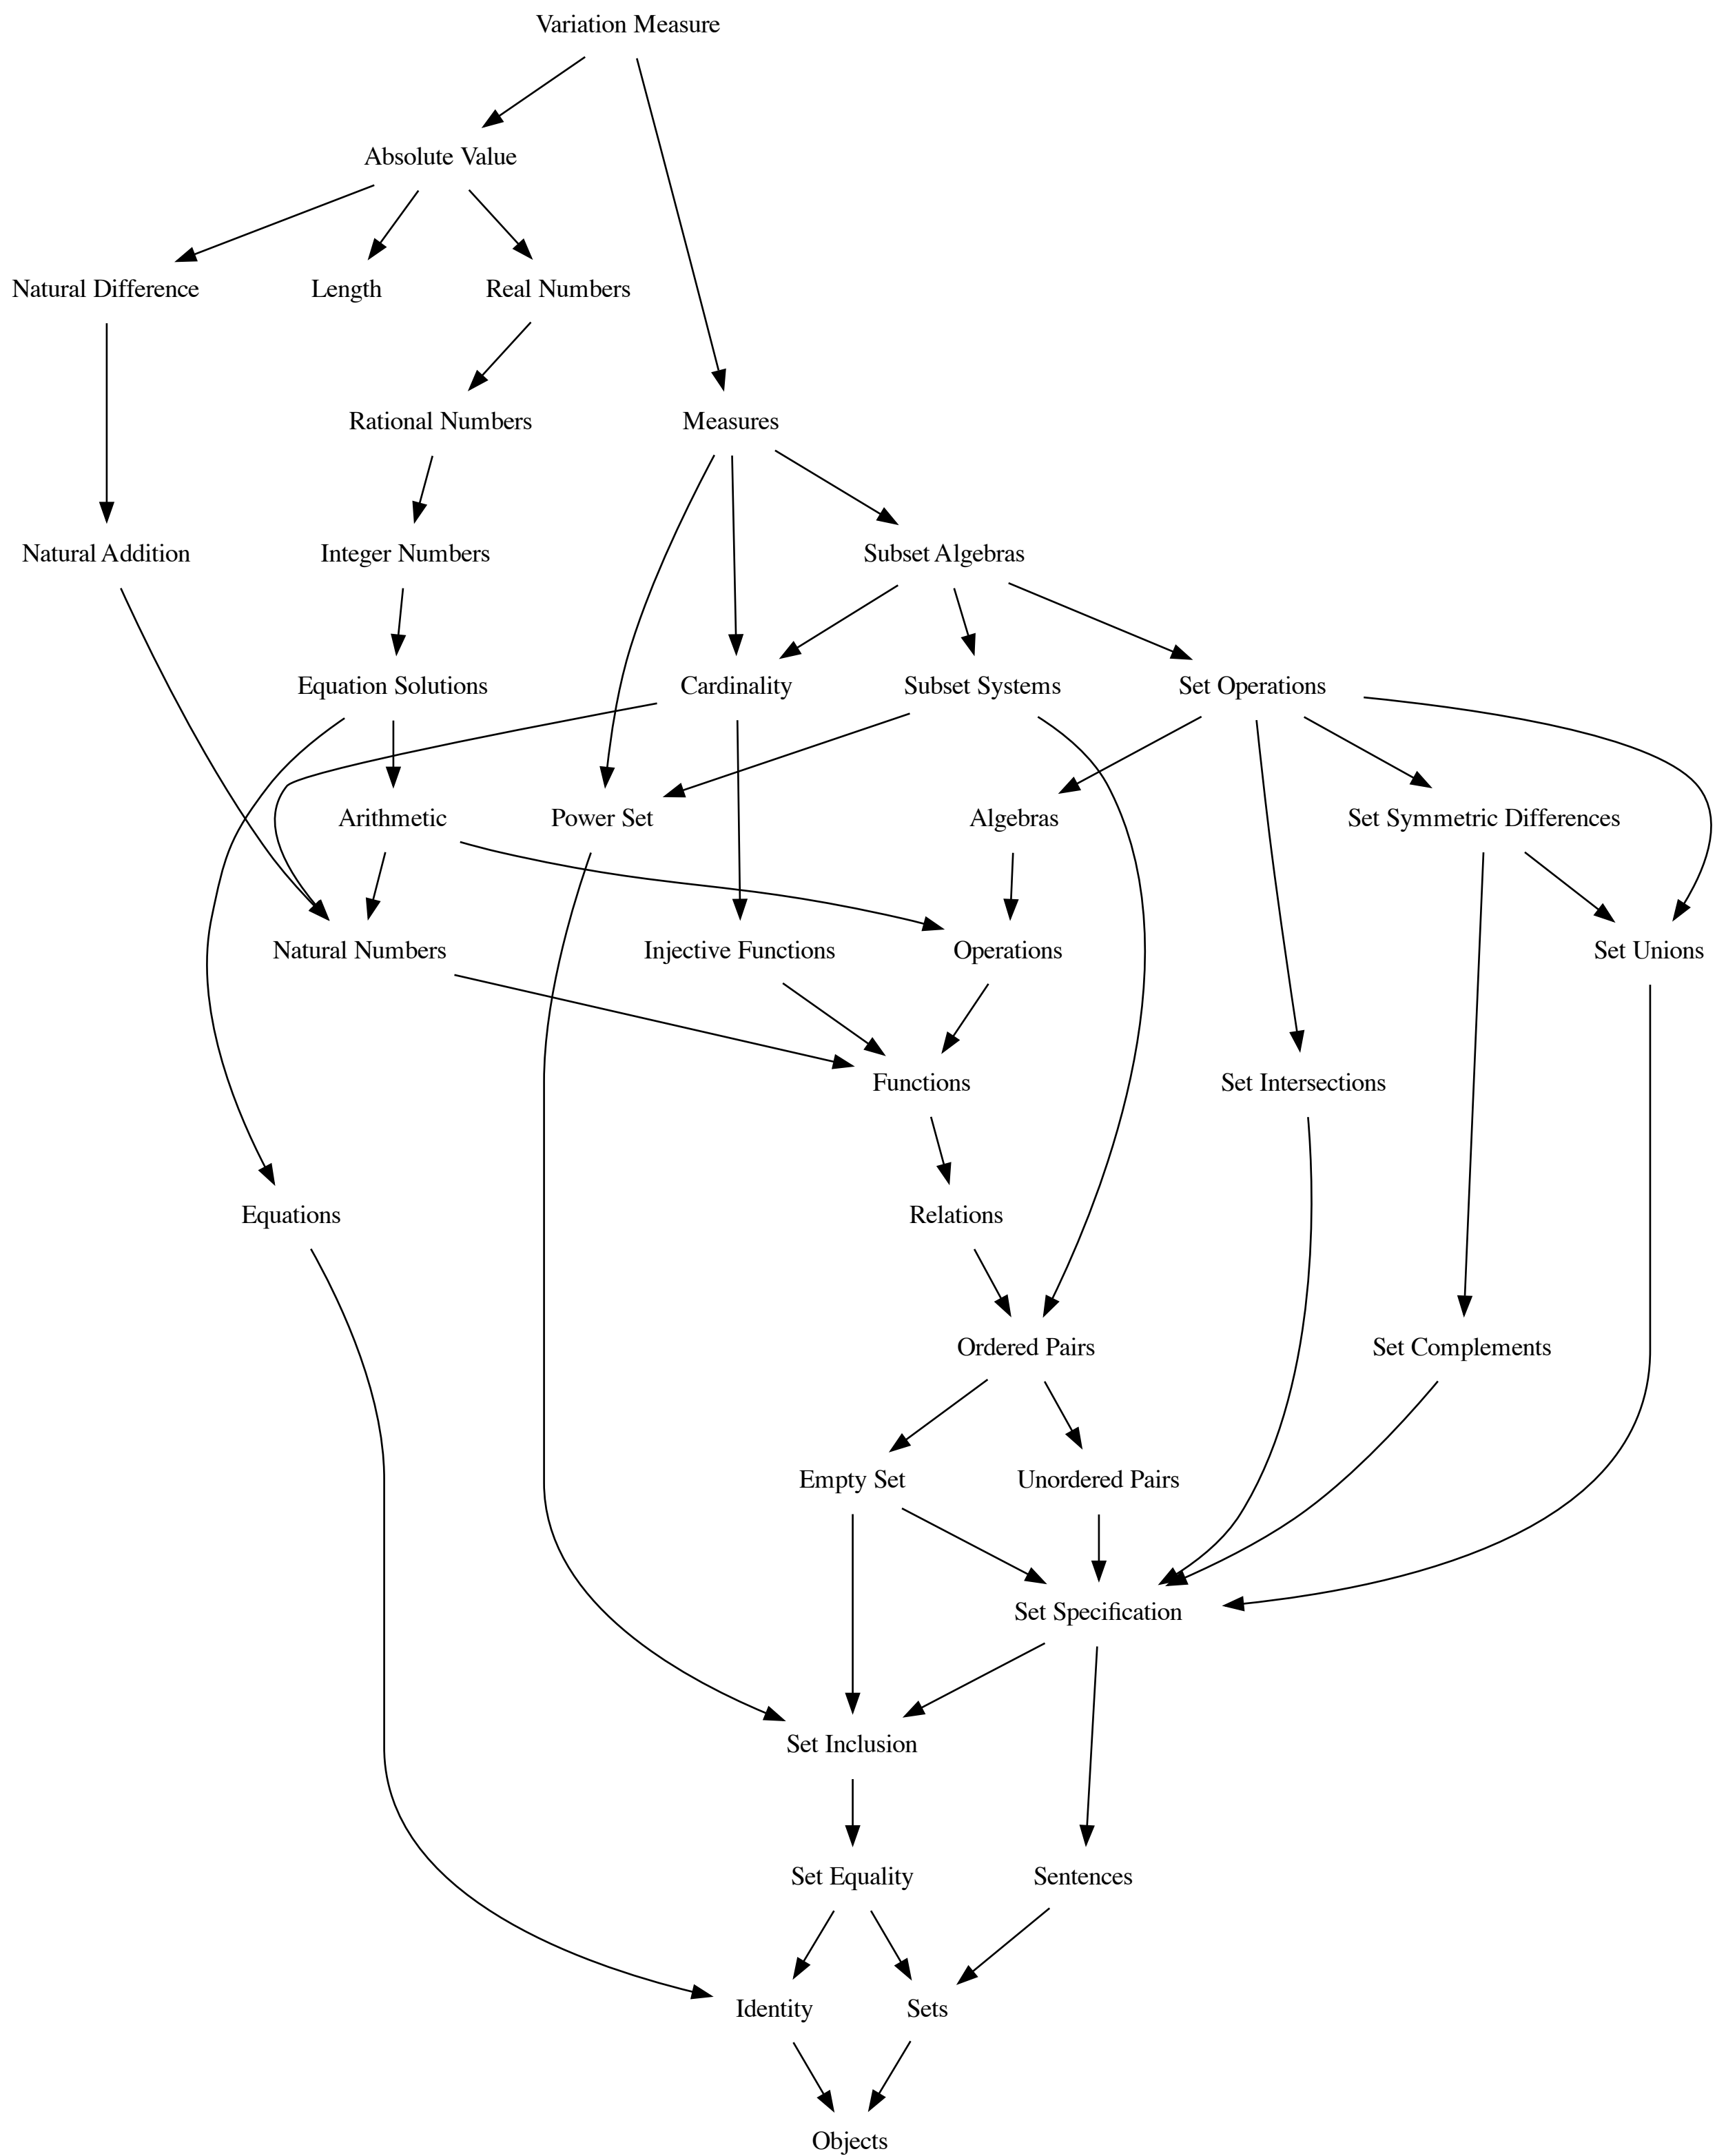 Variation Measure
Absolute Value
Natural Difference
Length
Real Numbers
Rational Numbers
Measures
Natural Addition
Integer Numbers
Subset Algebras
Equation Solutions
Cardinality
Subset Systems
Set Operations
Arithmetic
Power Set
Algebras
Set Symmetric Differences
Natural Numbers
Injective Functions
Operations
Set Unions
Functions
Set Intersections
Equations
Relations
Ordered Pairs
Set Complements
Empty Set
Unordered Pairs
Set Specification
Set Inclusion
Set Equality
Sentences
Identity
Sets
Objects